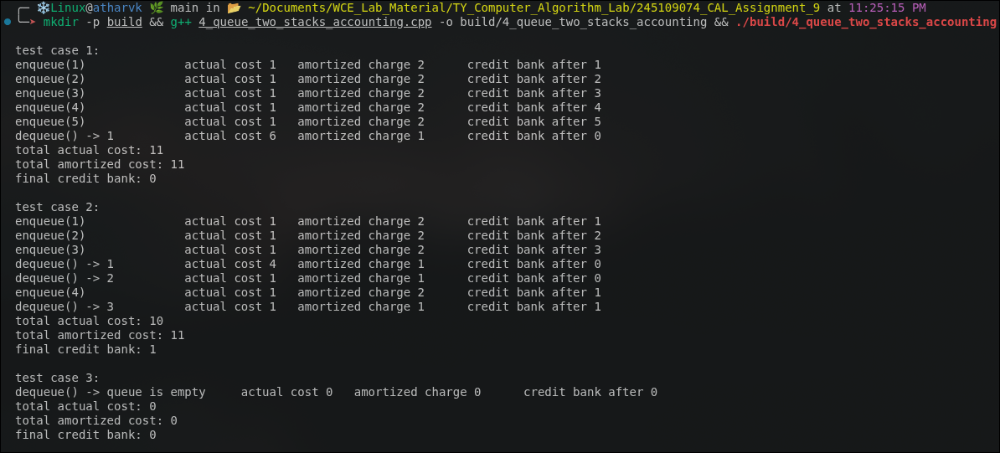 Linux@atharvk main in ~/Documents/WCE_Lab_Material/TY_Computer_Algorithm_Lab/245109074_CAL_Assignment_9 at 11:25:15 PM
mkdir -p build && g++ 4_queue_two_stacks_accounting.cpp -o build/4_queue_two_stacks_accounting && ./build/4_queue_two_stacks_accounting
test case 1:
enqueue(1) actual cost 1 amortized charge 2 credit bank after 1
enqueue(2) actual cost 1 amortized charge 2 credit bank after 2
enqueue(3) actual cost 1 amortized charge 2 credit bank after 3
enqueue(4) actual cost 1 amortized charge 2 credit bank after 4
enqueue(5) actual cost 1 amortized charge 2 credit bank after 5
dequeue() -> 1 actual cost 6 amortized charge 1 credit bank after 0
total actual cost: 11
total amortized cost: 11
final credit bank: 0
test case 2:
enqueue(1) actual cost 1 amortized charge 2 credit bank after 1
enqueue(2) actual cost 1 amortized charge 2 credit bank after 2
enqueue(3) actual cost 1 amortized charge 2 credit bank after 3
dequeue() -> 1 actual cost 4 amortized charge 1 credit bank after 0
dequeue() -> 2 actual cost 1 amortized charge 1 credit bank after 0
enqueue(4) actual cost 1 amortized charge 2 credit bank after 1
dequeue() -> 3 actual cost 1 amortized charge 1 credit bank after 1
total actual cost: 10
total amortized cost: 11
final credit bank: 1
test case 3:
dequeue() -> queue is empty actual cost 0 amortized charge 0 credit bank after 0
total actual cost: 0
total amortized cost: 0
final credit bank: 0